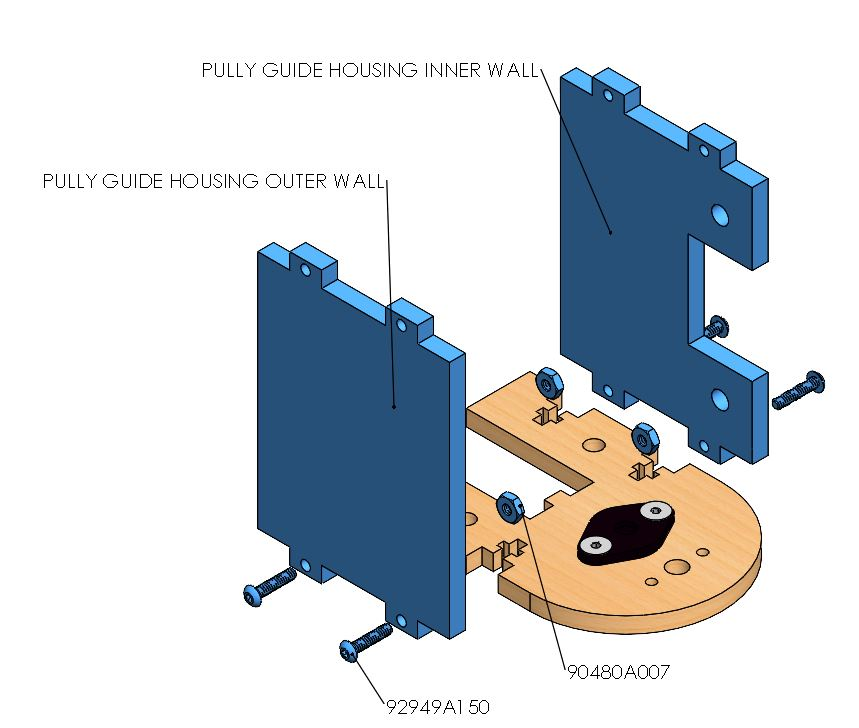 PULLY GUIDE HOUSING INNER WALL
PULLY GUIDE HOUSING OUTER WALL
90480A007
92949A150